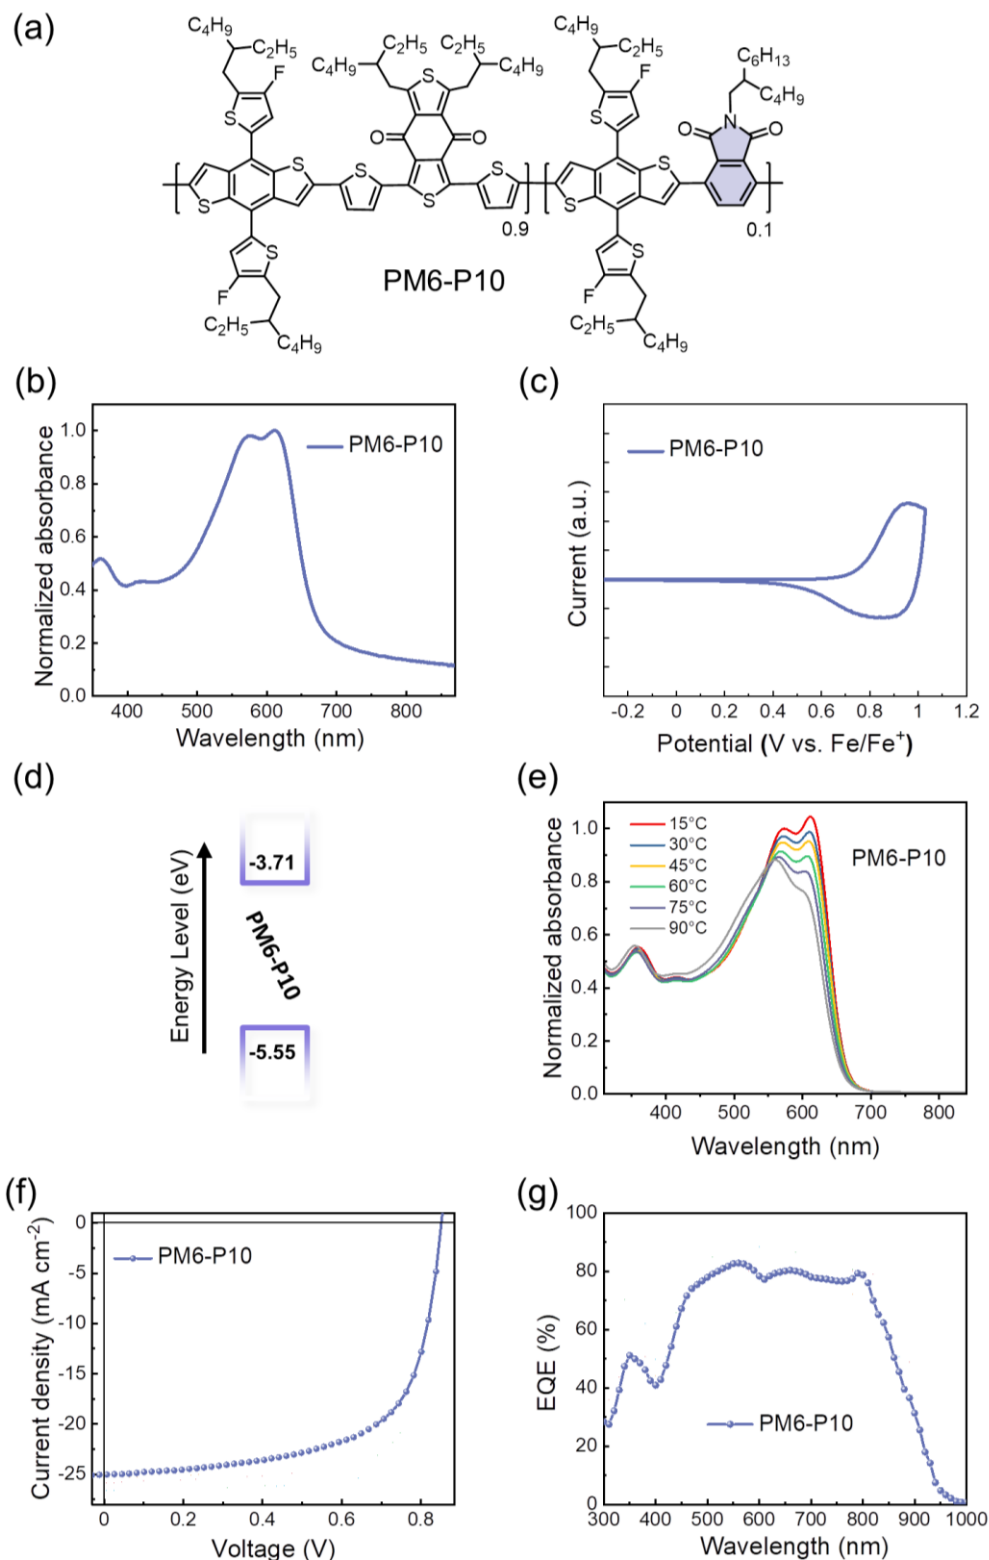 (a)
C4H9
C2H5
F
S
S
S
S
F
S
C2H5
C4H9
S
C2H5
C4H9
C2H5
C4H9
S
O
O
S
S
0.9
C4H9
C2H5
F
S
S
S
S
F
C2H5
C4H9
C6H13
C4H9
N
O
O
0.1
PM6-P10
(b)
Normalized absorbance
1.0
0.8
0.6
0.4
0.2
0.0
PM6-P10
400 500 600 700 800
Wavelength (nm)
(c)
Current (a.u.)
PM6-P10
-0.2 0 0.4 0.6 0.8 1 1.2
Potential (V vs. Fe/Fe+)
(d)
Energy Level (eV)
-3.71
PM6-P10
-5.55
(e)
Normalized absorbance
1.0
0.8
0.6
0.4
0.2
0.0
15°C
30°C
45°C
60°C
75°C
90°C
PM6-P10
400 500 600 700 800
Wavelength (nm)
(f)
Current density (mA cm-2)
0
-5
-10
-15
-20
-25
PM6-P10
0 0.2 0.4 0.6 0.8
Voltage (V)
(g)
EQE (%)
100
80
60
40
20
0
PM6-P10
300 400 500 600 700 800 900 1000
Wavelength (nm)